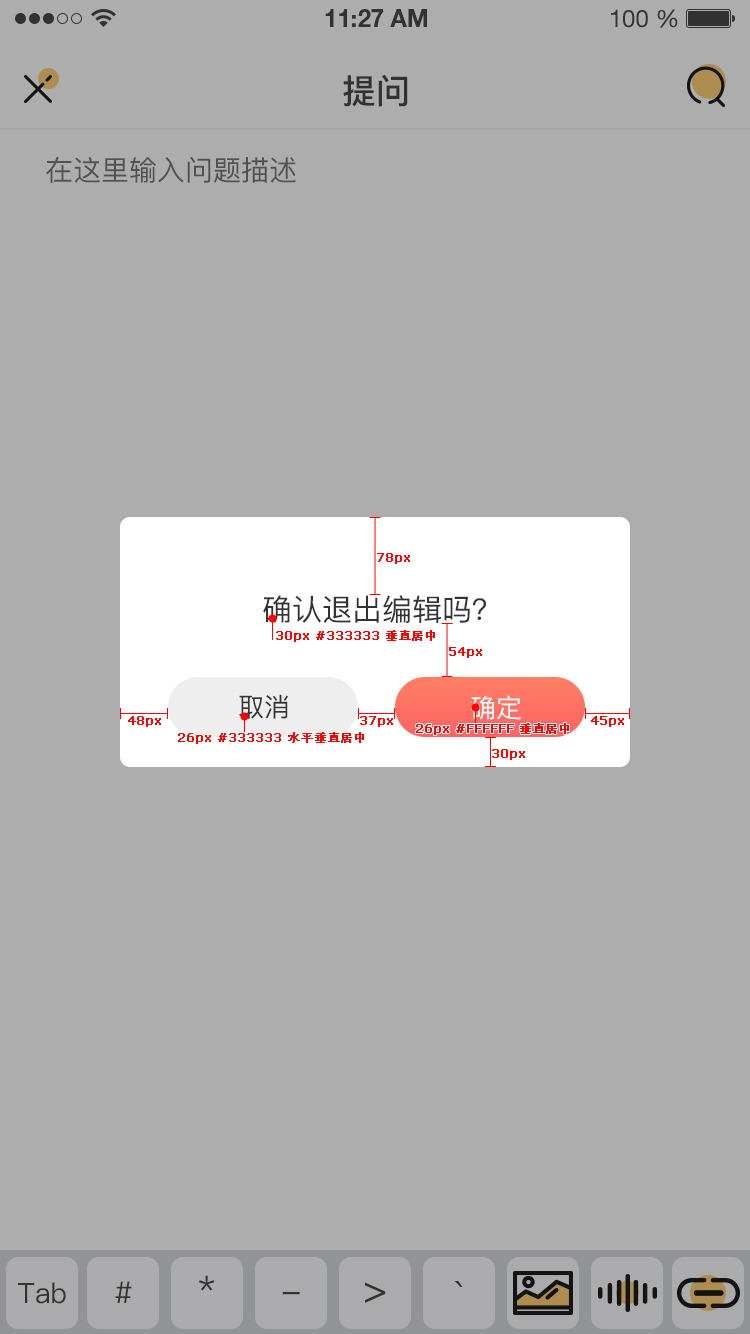 11:27 AM
100 %
提问
在这里输入问题描述
78px
确认退出编辑吗?
30px #333333 垂直居中
54px
取消
确定
48px
37px
45px
26px #FFFFFF 垂直居中
26px #333333 水平垂直居中
30px
Tab
#
*
–
>
`